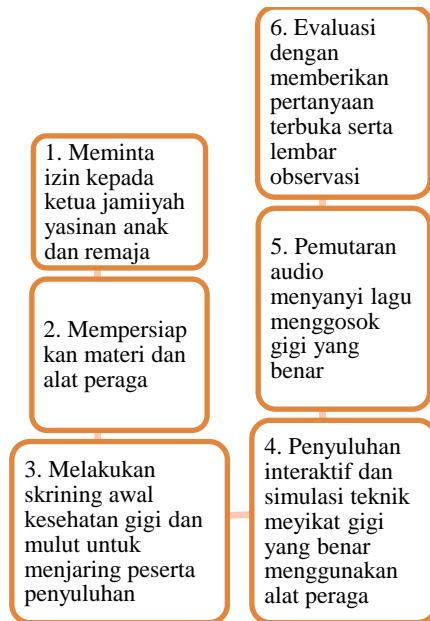 1. Meminta
izin kepada
ketua jamiiyah
yasinan anak
dan remaja
2. Mempersiap
kan materi dan
alat peraga
3. Melakukan
skrining awal
kesehatan gigi dan
mulut untuk
menjaring peserta
penyuluhan
4. Penyuluhan
interaktif dan
simulasi teknik
meyikat gigi
yang benar
menggunakan
alat peraga
5. Pemutaran
audio
menyanyi lagu
menggosok
gigi yang
benar
6. Evaluasi
dengan
memberikan
pertanyaan
terbuka serta
lembar
observasi